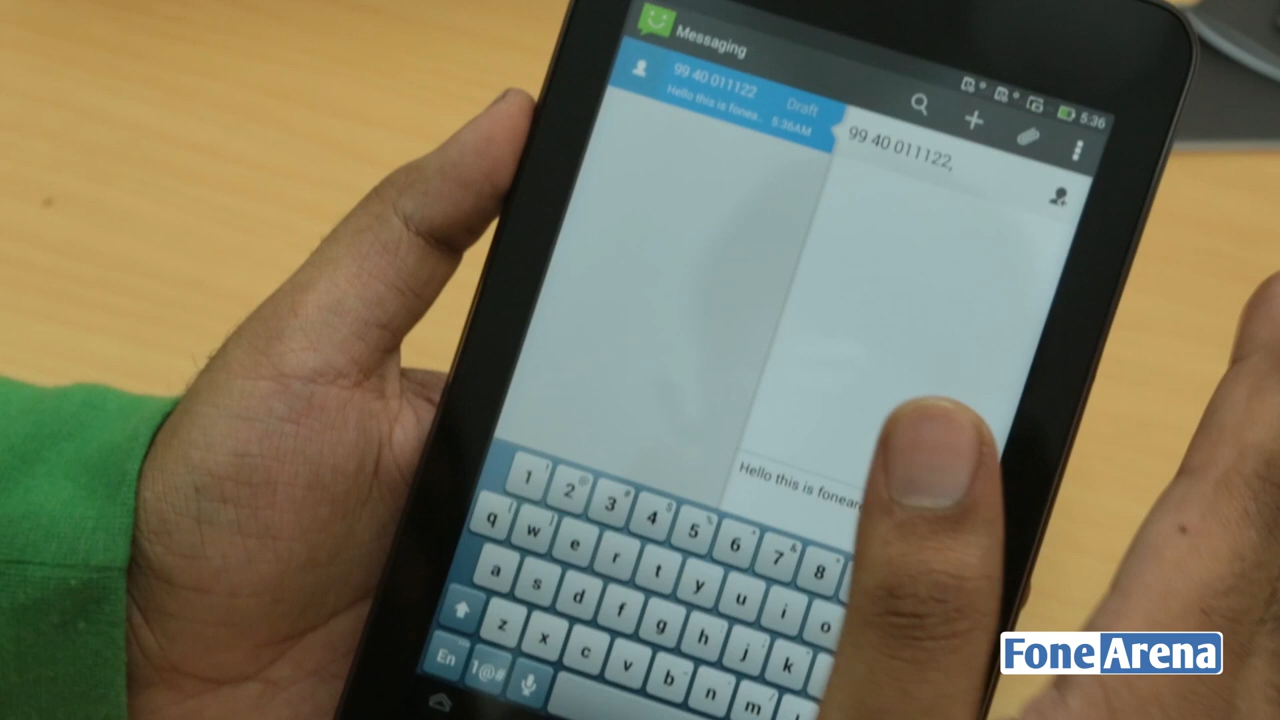 Messaging
5:36
99 40 011122
Draft
Hello this is fonea..
5:36AM
99 40 011122,
Hello this is fonear
1 2 3 4 5 6 7 8
q w e r t y u i o
a s d f g h j k
z x c v b n m
En 1@#
FoneArena